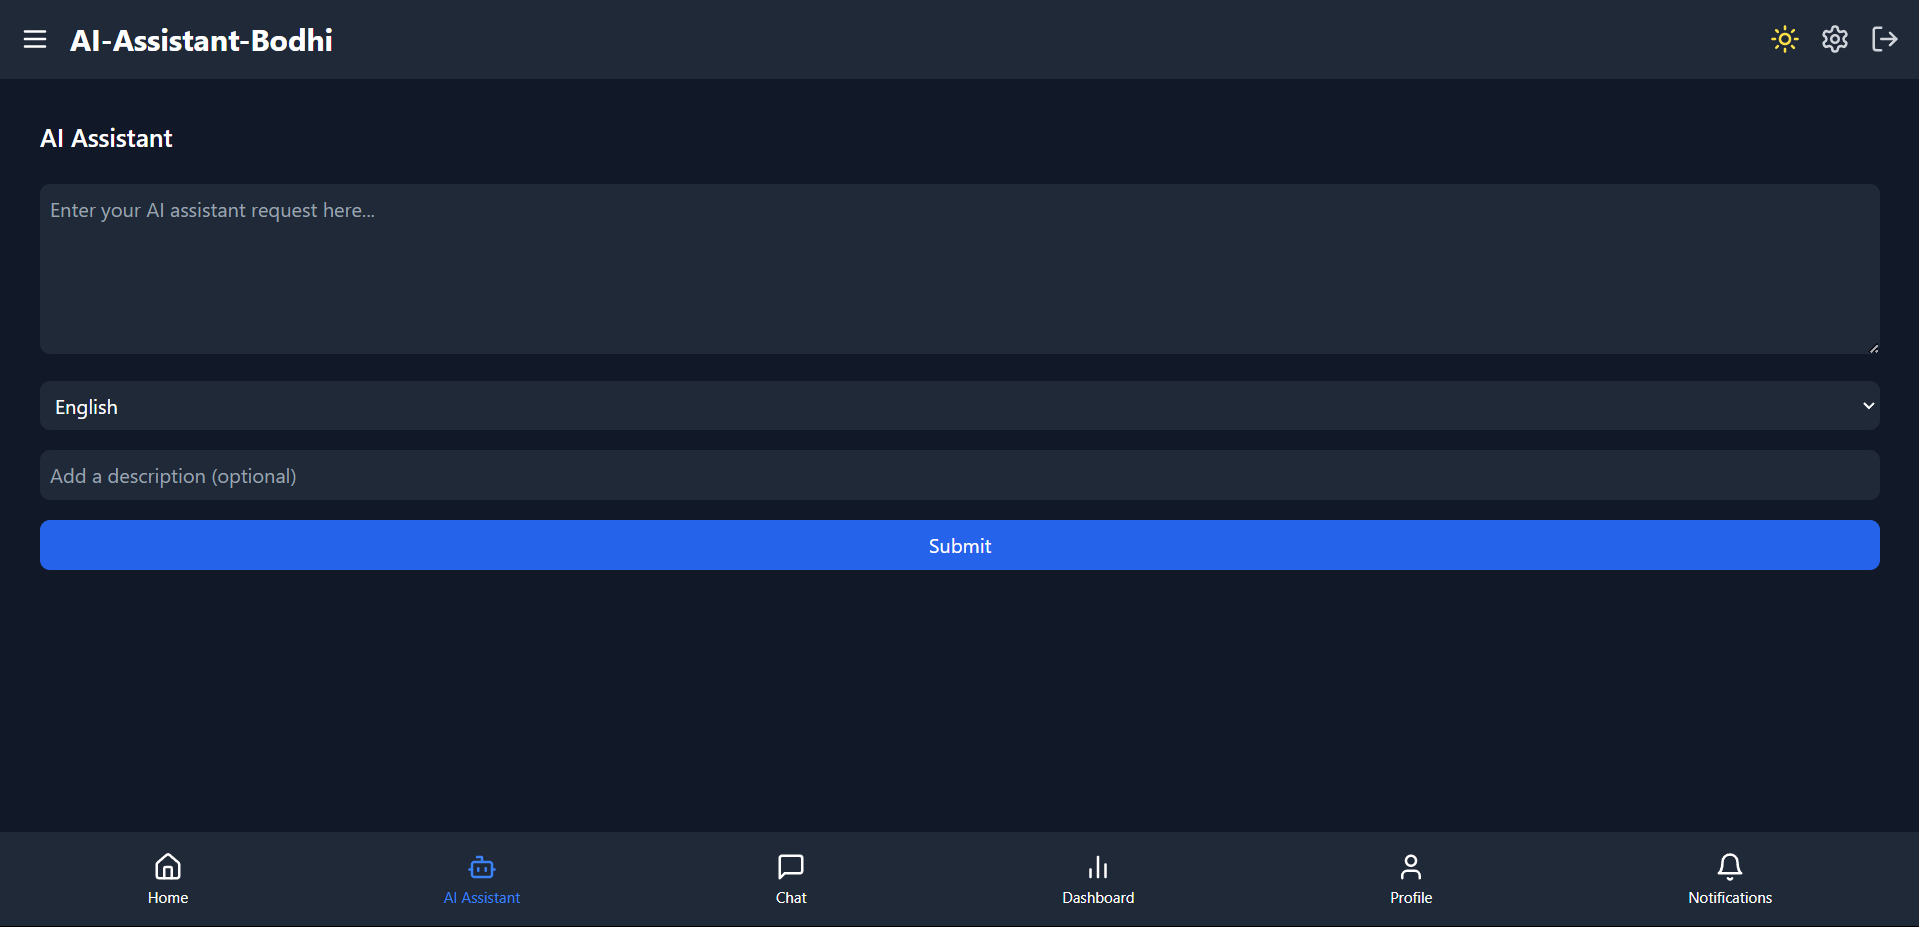 AI-Assistant-Bodhi
AI Assistant
Enter your AI assistant request here...
English
Add a description (optional)
Submit
Home
AI Assistant
Chat
Dashboard
Profile
Notifications